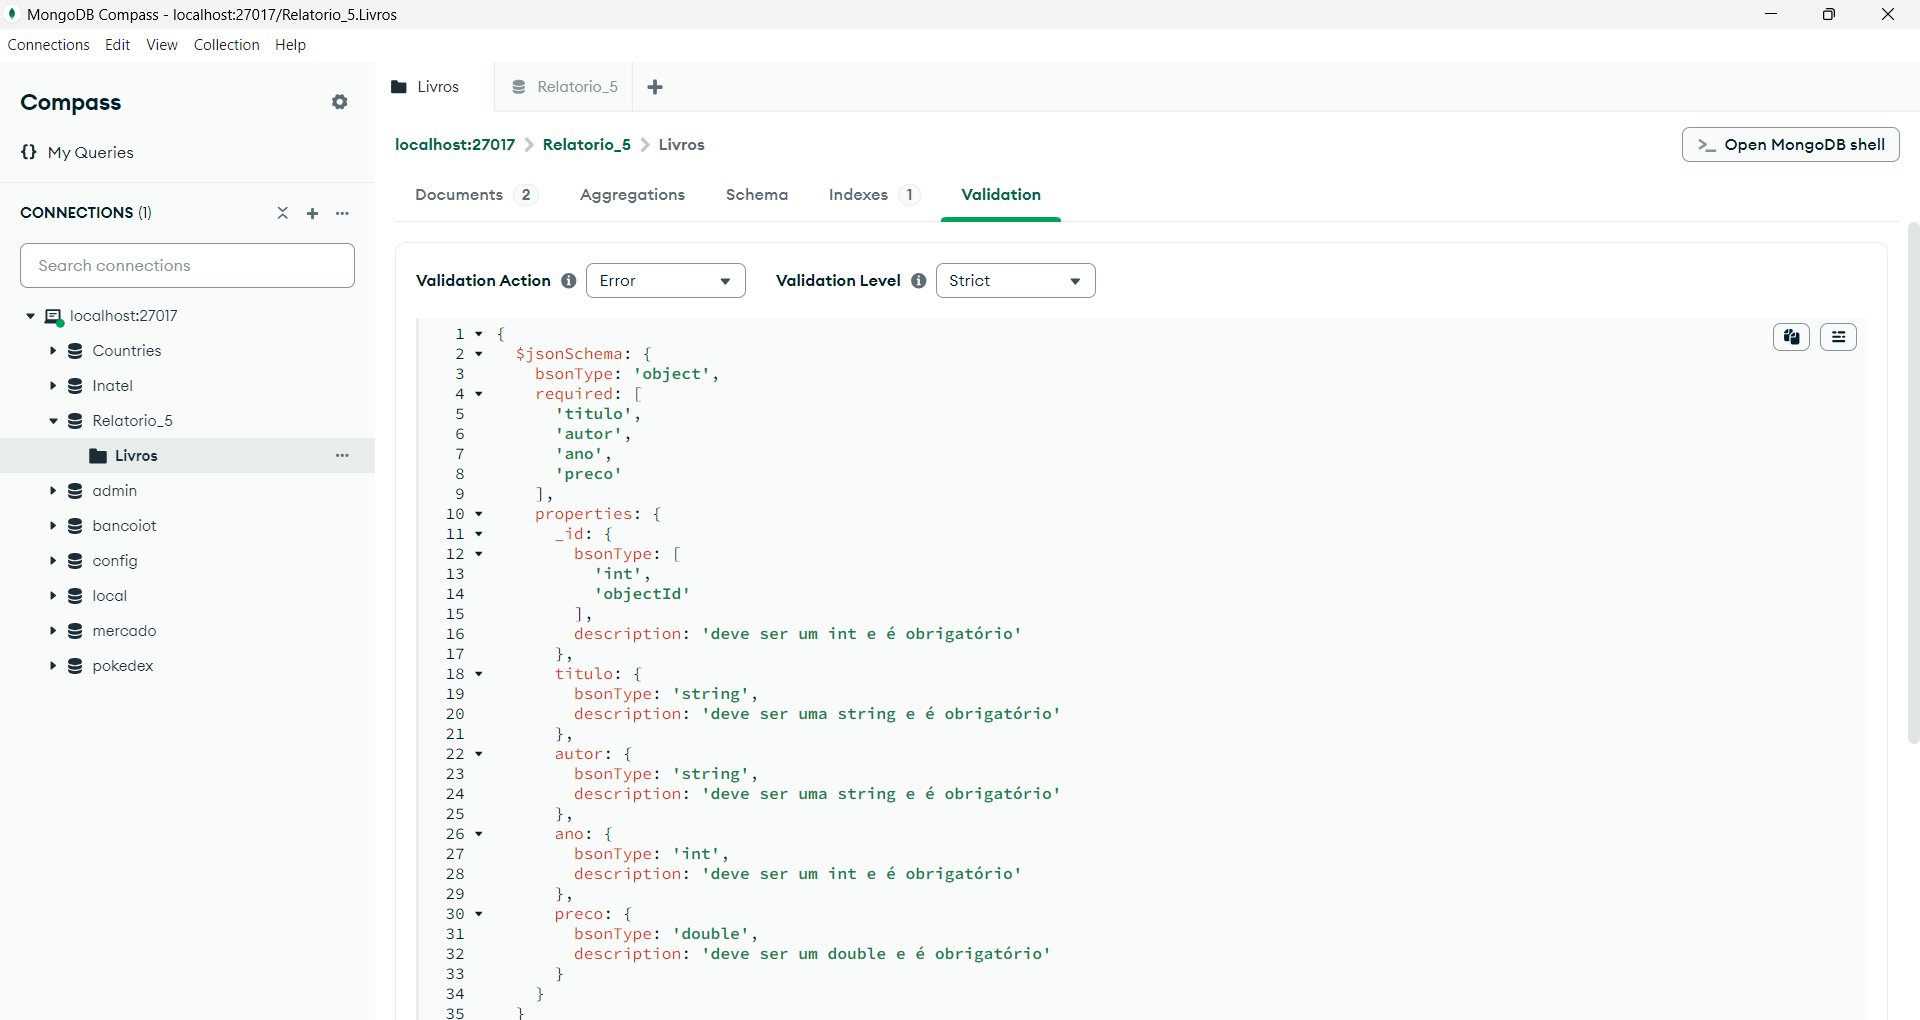 MongoDB Compass - localhost:27017/Relatorio_5.Livros
Connections Edit View Collection Help
Compass
{} My Queries
CONNECTIONS (1)
Search connections
localhost:27017
Countries
Inatel
Relatorio_5
Livros
admin
bancoiot
config
local
mercado
pokedex
Livros Relatorio_5
localhost:27017 > Relatorio_5 > Livros
>_ Open MongoDB shell
Documents 2 Aggregations Schema Indexes 1 Validation
Validation Action Error Validation Level Strict
1 {
2 $jsonSchema: {
3 bsonType: 'object',
4 required: [
5 'titulo',
6 'autor',
7 'ano',
8 'preco'
9 ],
10 properties: {
11 _id: {
12 bsonType: [
13 'int',
14 'objectId'
15 ],
16 description: 'deve ser um int e é obrigatório'
17 },
18 titulo: {
19 bsonType: 'string',
20 description: 'deve ser uma string e é obrigatório'
21 },
22 autor: {
23 bsonType: 'string',
24 description: 'deve ser uma string e é obrigatório'
25 },
26 ano: {
27 bsonType: 'int',
28 description: 'deve ser um int e é obrigatório'
29 },
30 preco: {
31 bsonType: 'double',
32 description: 'deve ser um double e é obrigatório'
33 }
34 }
35 }